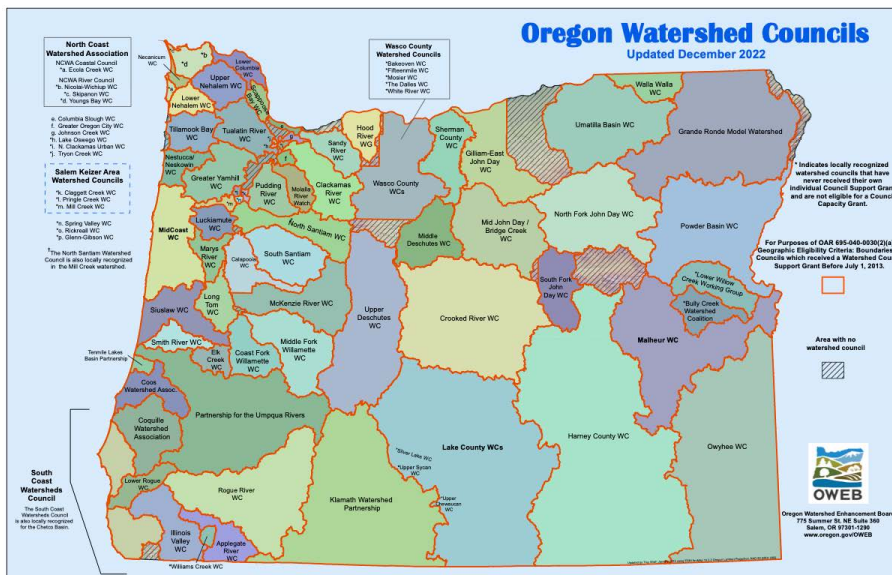 Oregon Watershed Councils
Updated December 2022
North Coast
Watershed Association
NCWA Coastal Council
*a. Ecola Creek WC
NCWA River Council
*b. Nicolai-Wichiup WC
*c. Skipanon WC
*d. Youngs Bay WC
e. Columbia Slough WC
f. Greater Oregon City WC
g. Johnson Creek WC
*h. Lake Oswego WC
*i. N. Clackamas Urban WC
*j. Tryon Creek WC
Salem Keizer Area
Watershed Councils
*k. Claggett Creek WC
*l. Pringle Creek WC
*m. Mill Creek WC
*n. Spring Valley WC
*o. Rickreall WC
*p. Glenn-Gibson WC
†The North Santiam Watershed
Council is also locally recognized
in the Mill Creek watershed.
Wasco County
Watershed Councils
*Bakeoven WC
*Fifteenmile WC
*Mosier WC
*The Dalles WC
*White River WC
Necanicum
WC
*b
*d
Lower
Columbia
WC
Upper
Nehalem WC
Scappoose
Bay WC
Lower
Nehalem WC
Tillamook Bay
WC
Tualatin River
WC
Nestucca/
Neskowin
WC
Greater Yamhill
WC
Sandy
River
WC
Hood
River
WG
Wasco County
WCs
Sherman
County
WC
Gilliam-East
John Day
WC
Umatilla Basin WC
Walla Walla
WC
Grande Ronde Model Watershed
Pudding
River
WC
Molalla
River
Watch
Clackamas
River
WC
MidCoast
WC
Luckiamute
WC
North Santiam WC
Marys
River
WC
Calapooia
WC
South Santiam
WC
Middle
Deschutes WC
Mid John Day /
Bridge Creek
WC
North Fork John Day WC
Powder Basin WC
*Lower Willow
Creek Working Group
*Bully Creek
Watershed
Coalition
South Fork
John
Day WC
Malheur WC
Siuslaw WC
Long
Tom
WC
McKenzie River WC
Upper
Deschutes
WC
Crooked River WC
Smith River WC
Elk
Creek
WC
Coast Fork
Willamette
WC
Middle Fork
Willamette
WC
Tenmile Lakes
Basin Partnership
Coos
Watershed Assoc.
Coquille
Watershed
Association
Partnership for the Umpqua Rivers
Lake County WCs
*Silver Lake WC
*Upper Sycan
WC
*Upper
Chewaucan
WC
Harney County WC
Owyhee WC
South
Coast
Watersheds
Council
The South Coast
Watersheds Council
is also locally recognized
for the Chetco Basin.
Lower Rogue
WC
Rogue River
WC
Klamath Watershed
Partnership
Illinois
Valley
WC
Applegate
River
WC
*Williams Creek WC
* Indicates locally recognized
watershed councils that have
never received their own
individual Council Support Grant
and are not eligible for a Council
Capacity Grant.
For Purposes of OAR 695-040-0030(2)(a)
Geographic Eligibility Criteria: Boundaries
Councils which received a Watershed Coun
Support Grant Before July 1, 2013.
Area with no
watershed council
OWEB
Oregon Watershed Enhancement Board
775 Summer St. NE Suite 360
Salem, OR 97301-1290
www.oregon.gov/OWEB